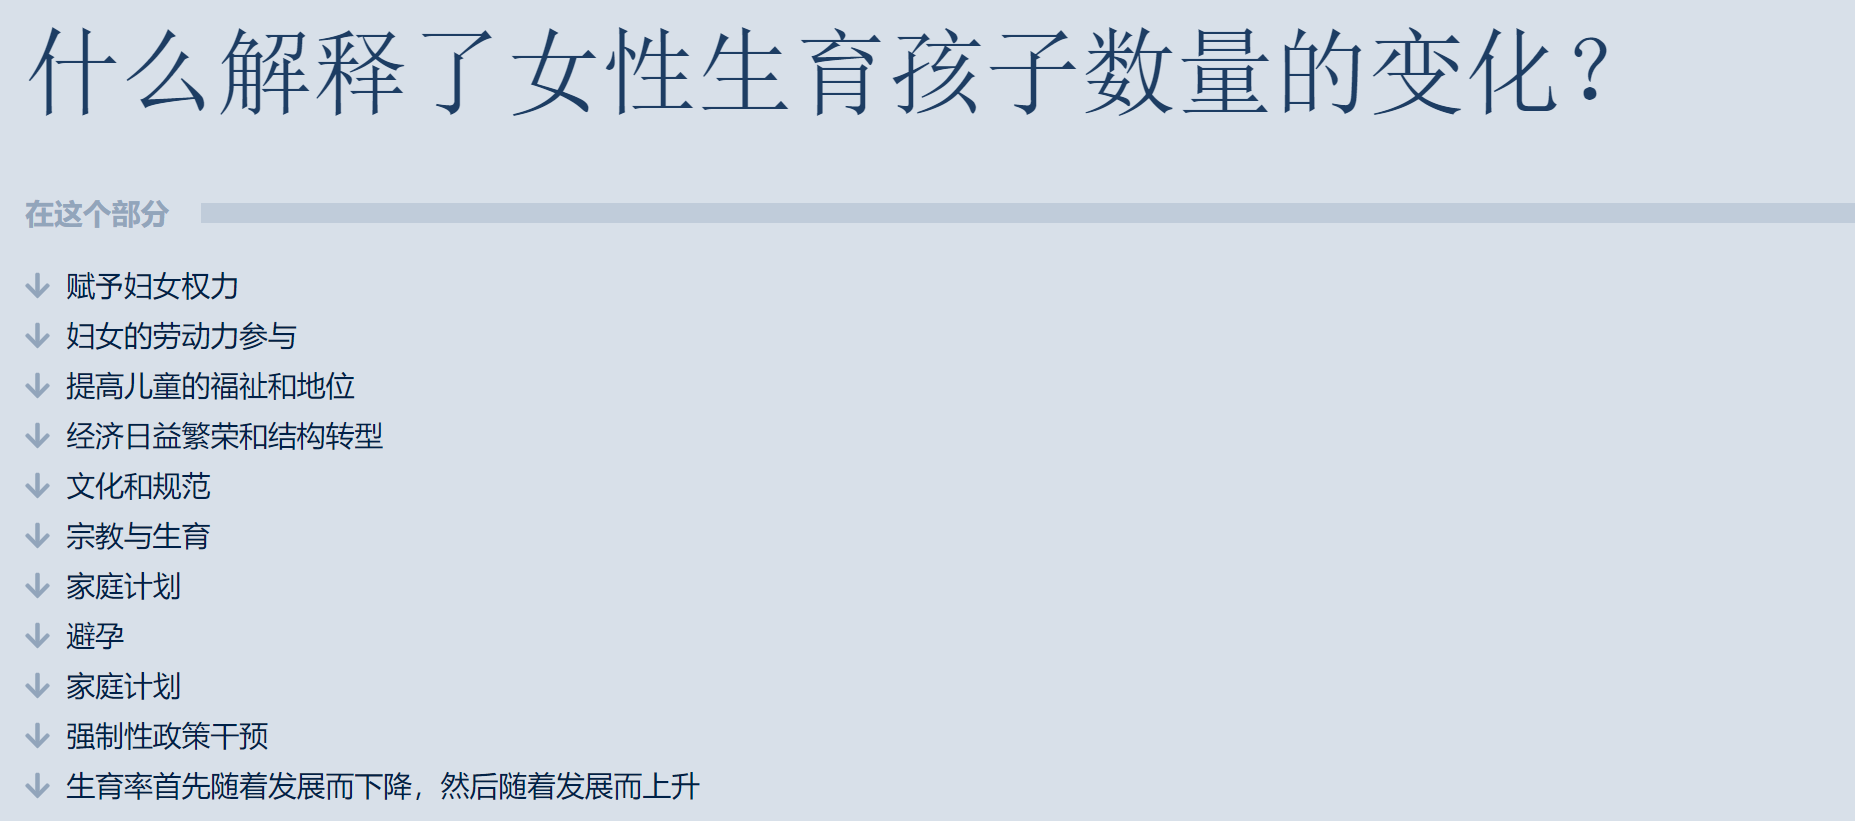 什么解释了女性生育孩子数量的变化？
在这个部分
赋予妇女权力
妇女的劳动力参与
提高儿童的福祉和地位
经济日益繁荣和结构转型
文化和规范
宗教与生育
家庭计划
避孕
家庭计划
强制性政策干预
生育率首先随着发展而下降，然后随着发展而上升